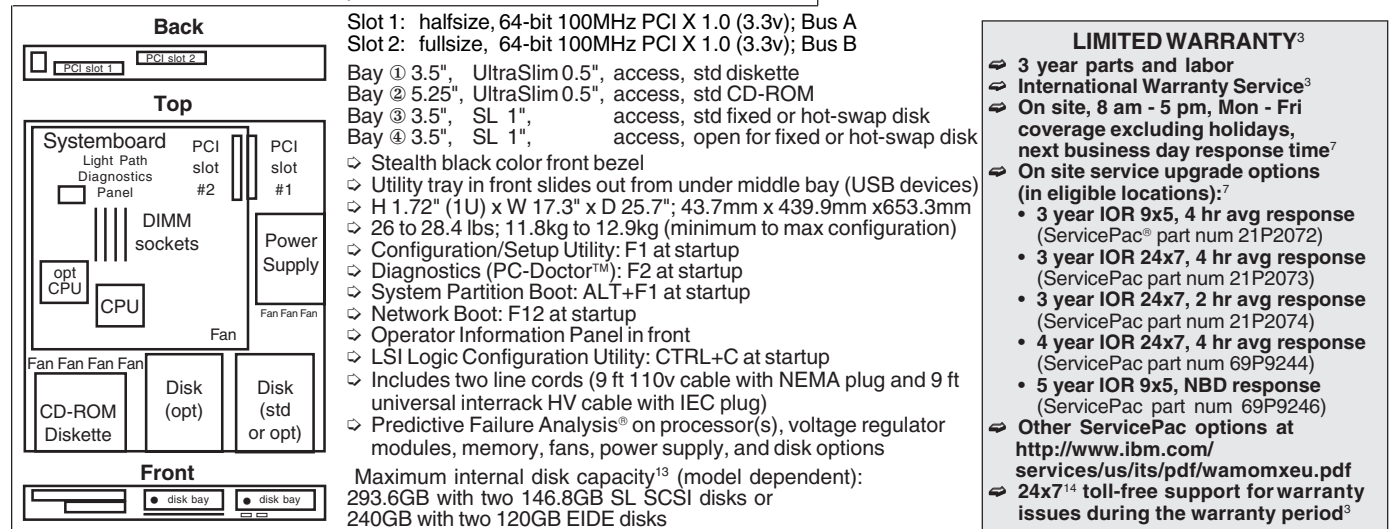 Back
PCI slot 1
PCI slot 2
Top
Systemboard
Light Path
Diagnostics
Panel
PCI
slot
#2
PCI
slot
#1
DIMM
sockets
Power
Supply
opt
CPU
CPU
Fan Fan Fan
Fan
Fan Fan Fan Fan
CD-ROM
Diskette
Disk
(opt)
Disk
(std
or opt)
Front
disk bay
disk bay
Slot 1: halfsize, 64-bit 100MHz PCI X 1.0 (3.3v); Bus A
Slot 2: fullsize, 64-bit 100MHz PCI X 1.0 (3.3v); Bus B
Bay ① 3.5", UltraSlim 0.5", access, std diskette
Bay ② 5.25", UltraSlim 0.5", access, std CD-ROM
Bay ③ 3.5", SL 1", access, std fixed or hot-swap disk
Bay ④ 3.5", SL 1", access, open for fixed or hot-swap disk
➭ Stealth black color front bezel
➭ Utility tray in front slides out from under middle bay (USB devices)
➭ H 1.72" (1U) x W 17.3" x D 25.7"; 43.7mm x 439.9mm x653.3mm
➭ 26 to 28.4 lbs; 11.8kg to 12.9kg (minimum to max configuration)
➭ Configuration/Setup Utility: F1 at startup
➭ Diagnostics (PC-Doctor™): F2 at startup
➭ System Partition Boot: ALT+F1 at startup
➭ Network Boot: F12 at startup
➭ Operator Information Panel in front
➭ LSI Logic Configuration Utility: CTRL+C at startup
➭ Includes two line cords (9 ft 110v cable with NEMA plug and 9 ft
universal interrack HV cable with IEC plug)
➭ Predictive Failure Analysis® on processor(s), voltage regulator
modules, memory, fans, power supply, and disk options
Maximum internal disk capacity¹³ (model dependent):
293.6GB with two 146.8GB SL SCSI disks or
240GB with two 120GB EIDE disks
LIMITED WARRANTY³
➫ 3 year parts and labor
➫ International Warranty Service³
➫ On site, 8 am - 5 pm, Mon - Fri
coverage excluding holidays,
next business day response time⁷
➫ On site service upgrade options
(in eligible locations):⁷
• 3 year IOR 9x5, 4 hr avg response
(ServicePac® part num 21P2072)
• 3 year IOR 24x7, 4 hr avg response
(ServicePac part num 21P2073)
• 3 year IOR 24x7, 2 hr avg response
(ServicePac part num 21P2074)
• 4 year IOR 24x7, 4 hr avg response
(ServicePac part num 69P9244)
• 5 year IOR 9x5, NBD response
(ServicePac part num 69P9246)
➫ Other ServicePac options at
http://www.ibm.com/
services/us/its/pdf/wamomxeu.pdf
➫ 24x7¹⁴ toll-free support for warranty
issues during the warranty period³